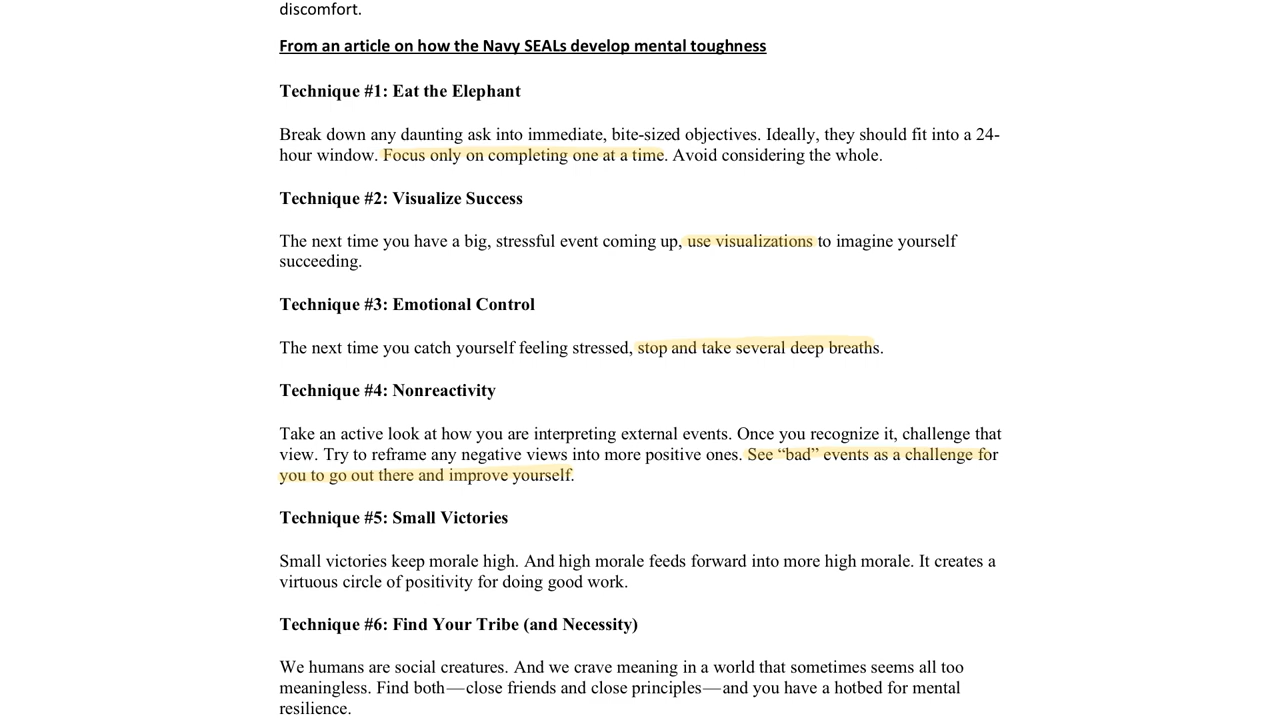 discomfort.
From an article on how the Navy SEALs develop mental toughness
Technique #1: Eat the Elephant
Break down any daunting ask into immediate, bite-sized objectives. Ideally, they should fit into a 24-
hour window. Focus only on completing one at a time. Avoid considering the whole.
Technique #2: Visualize Success
The next time you have a big, stressful event coming up, use visualizations to imagine yourself
succeeding.
Technique #3: Emotional Control
The next time you catch yourself feeling stressed, stop and take several deep breaths.
Technique #4: Nonreactivity
Take an active look at how you are interpreting external events. Once you recognize it, challenge that
view. Try to reframe any negative views into more positive ones. See “bad” events as a challenge for
you to go out there and improve yourself.
Technique #5: Small Victories
Small victories keep morale high. And high morale feeds forward into more high morale. It creates a
virtuous circle of positivity for doing good work.
Technique #6: Find Your Tribe (and Necessity)
We humans are social creatures. And we crave meaning in a world that sometimes seems all too
meaningless. Find both—close friends and close principles—and you have a hotbed for mental
resilience.